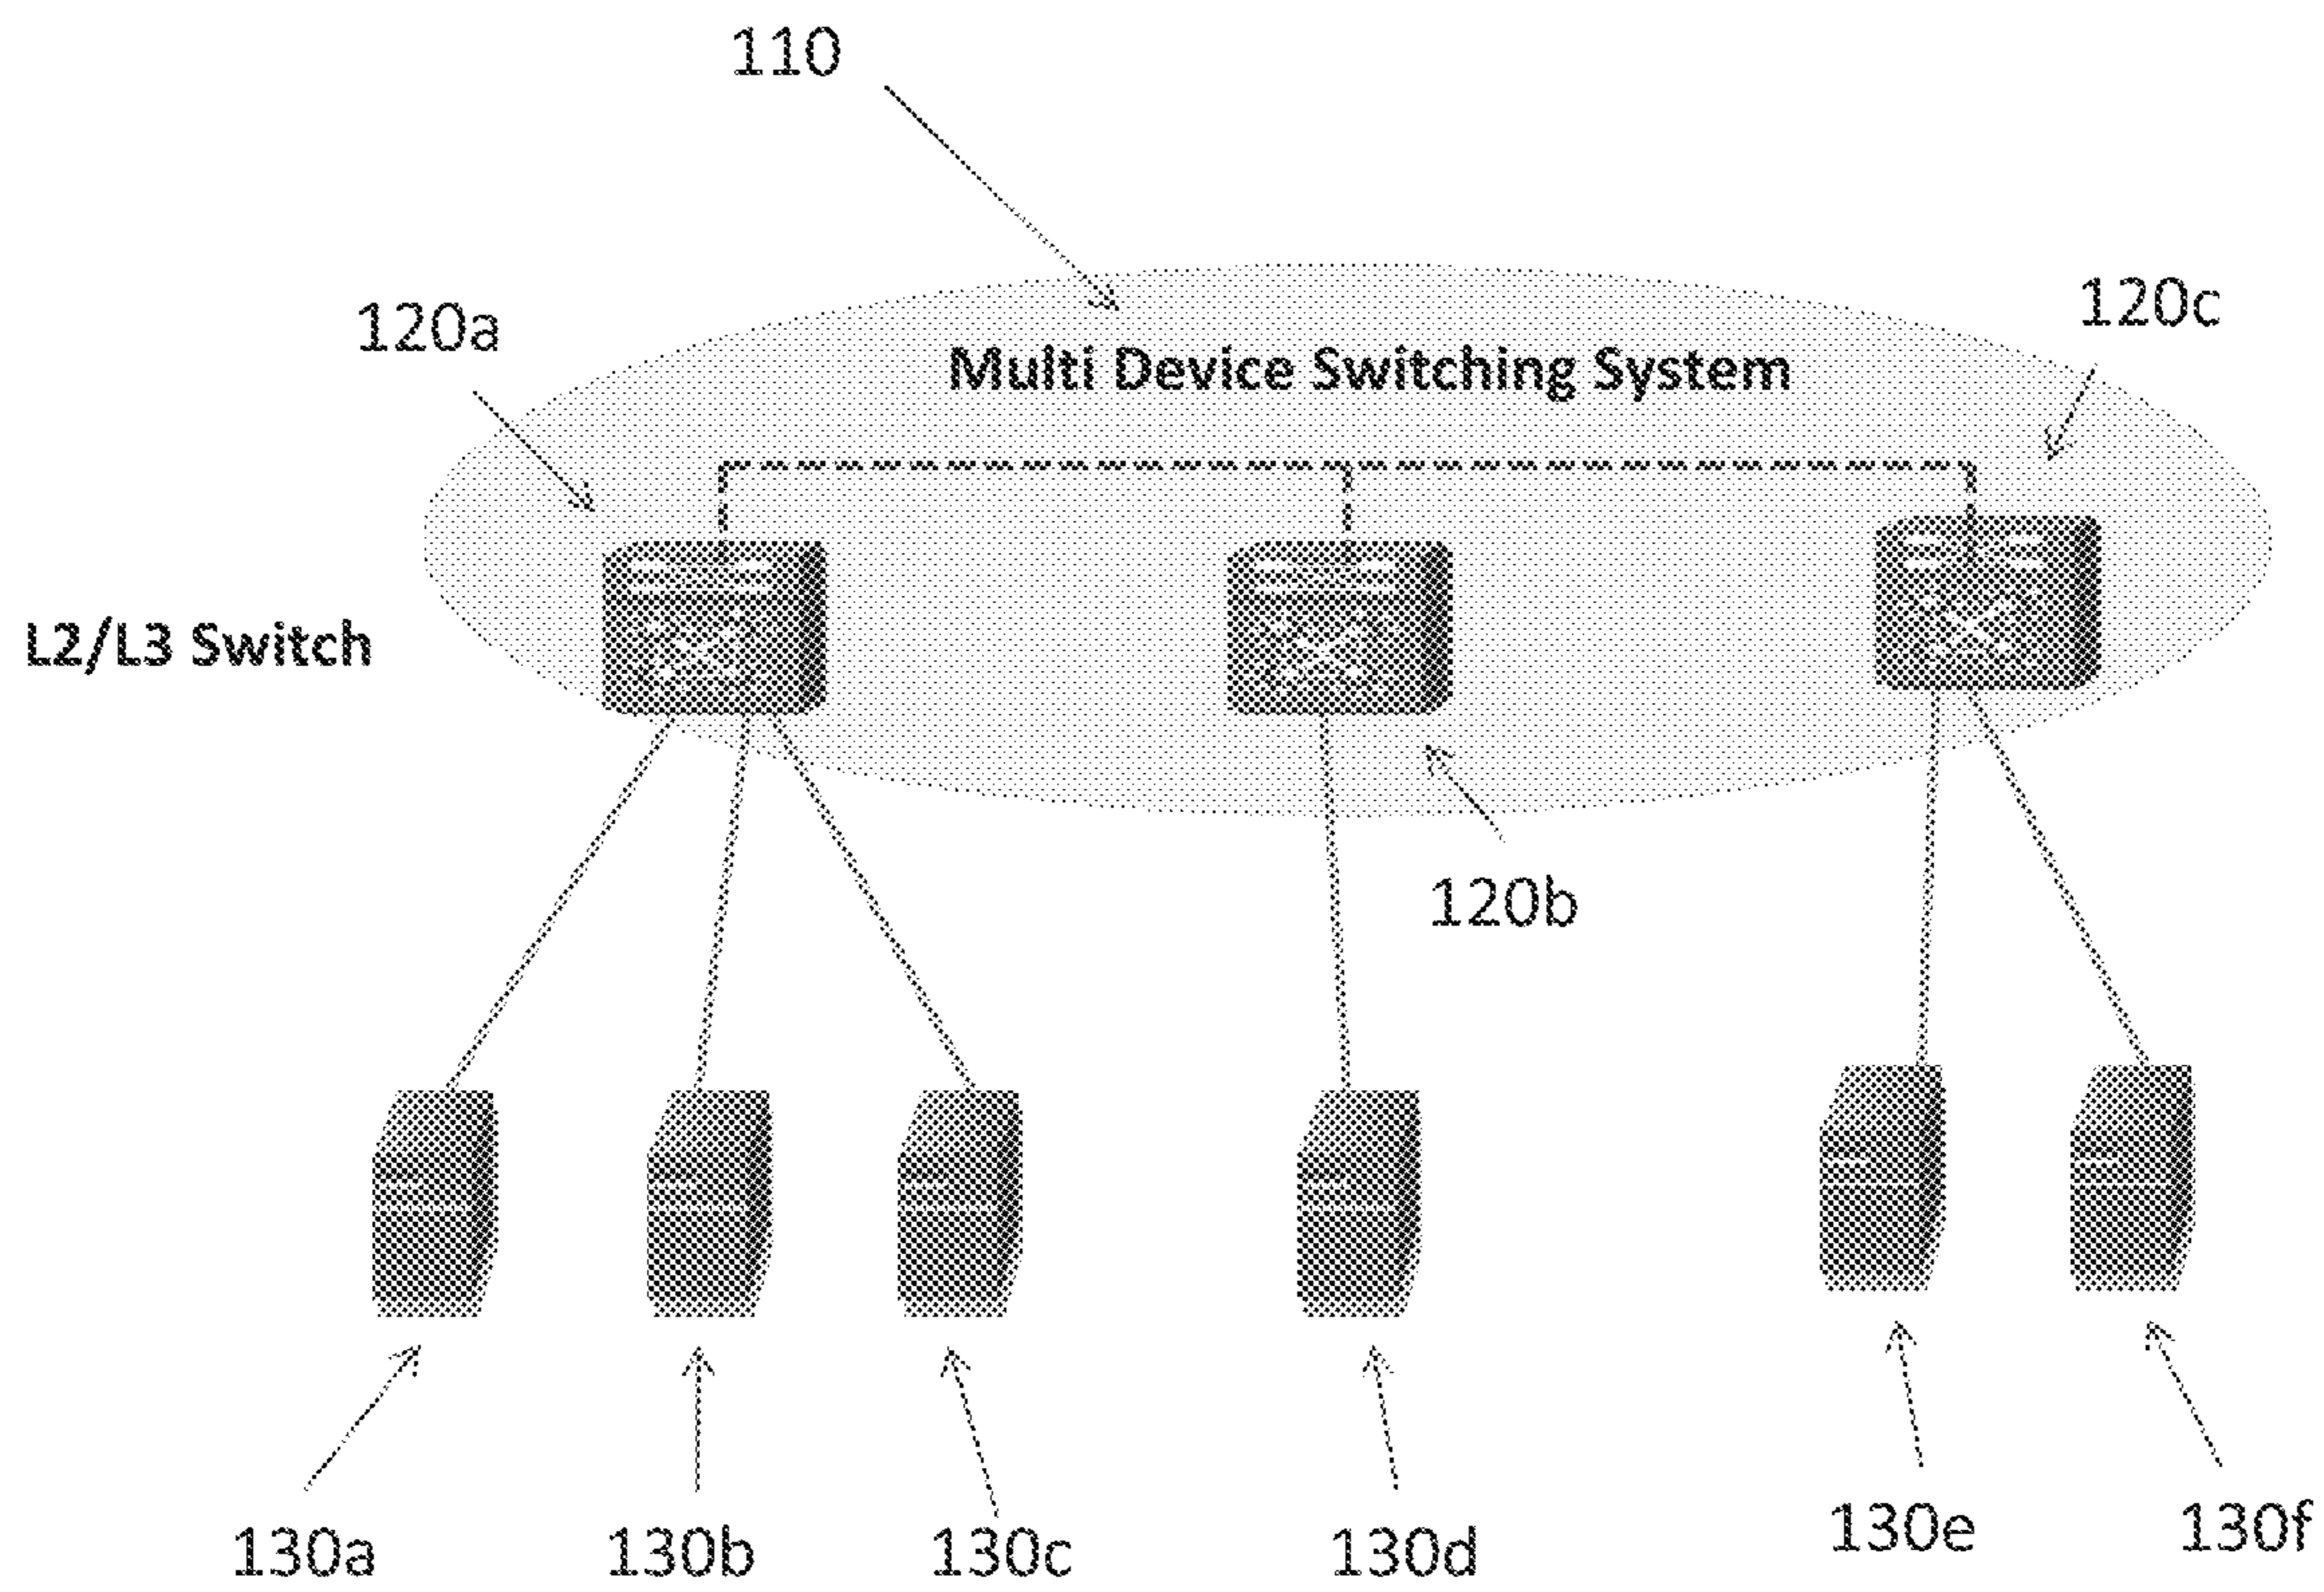 110
120a
120c
Multi Device Switching System
L2/L3 Switch
120b
130a
130b
130c
130d
130e
130f